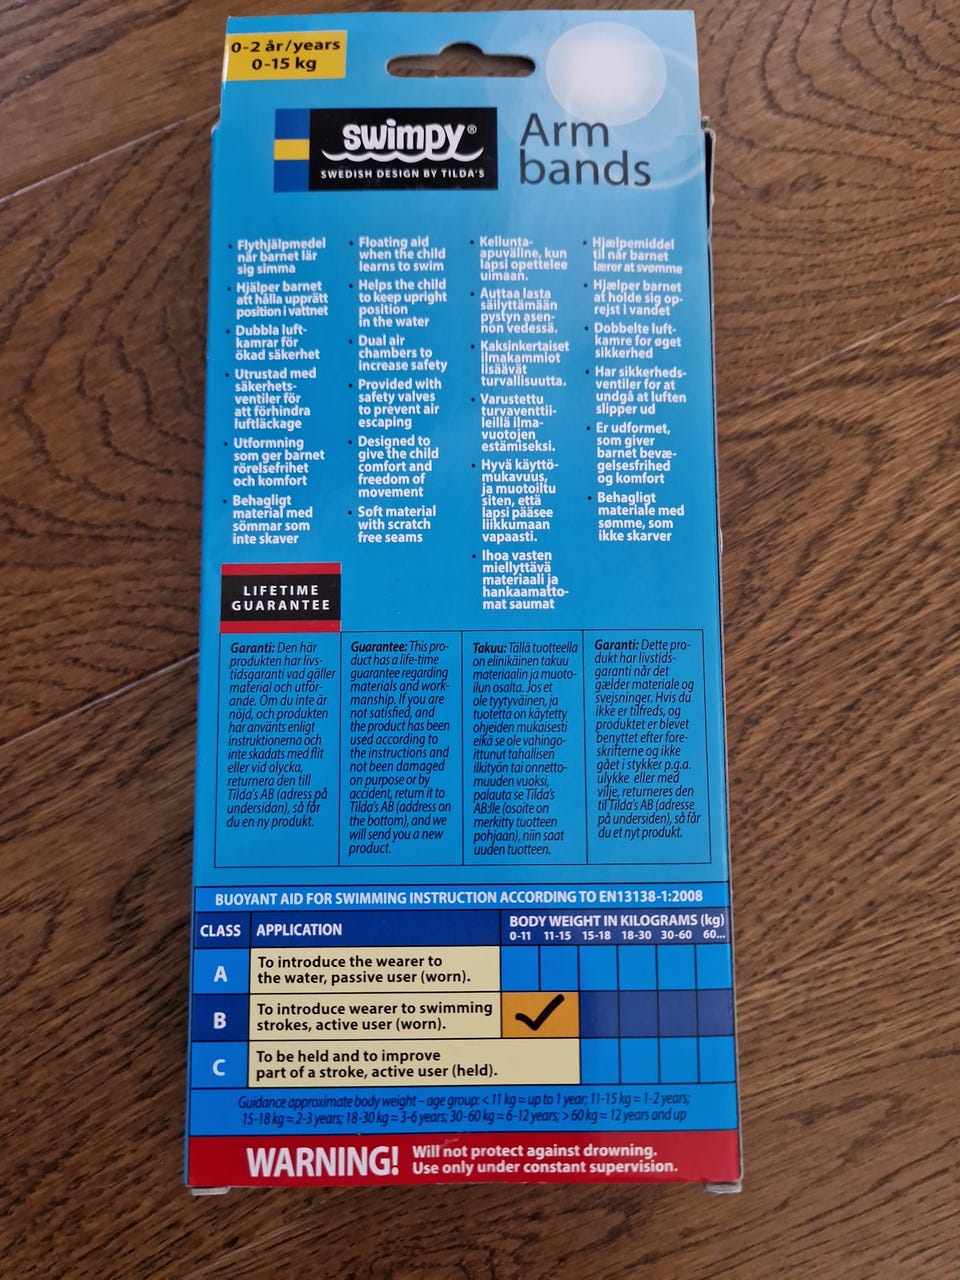 0-2 år/years
0-15 kg
swimpy®
SWEDISH DESIGN BY TILDA'S
Arm
bands
• Flythjälpmedel
når barnet lär
sig simma
• Hjälper barnet
att hålla upprätt
position i vattnet
• Dubbla luft-
kamrar för
ökad säkerhet
• Utrustad med
säkerhets-
ventiler för
att förhindra
luftläckage
• Utformning
som ger barnet
rörelsefrihet
och komfort
• Behagligt
material med
sömmar som
inte skaver
• Floating aid
when the child
learns to swim
• Helps the child
to keep upright
position
in the water
• Dual air
chambers to
increase safety
• Provided with
safety valves
to prevent air
escaping
• Designed to
give the child
comfort and
freedom of
movement
• Soft material
with scratch
free seams
• Kellunta-
apuväline, kun
lapsi opettelee
uimaan.
• Auttaa lasta
säilyttämään
pystyn asen-
non vedessä.
• Kaksinkertaiset
ilmakammiot
lisäävät
turvallisuutta.
• Varustettu
turvaventtii-
leillä ilma-
vuotojen
estämiseksi.
• Hyvä käyttö-
mukavuus,
ja muotoiltu
siten, että
lapsi pääsee
liikkumaan
vapaasti.
• Ihoa vasten
miellyttävä
materiaali ja
hankaamatto-
mat saumat
• Hjælpemiddel
til når barnet
lærer at svømme
• Hjælper barnet
at holde sig op-
rejst i vandet
• Dobbelte luft-
kamre for øget
sikkerhed
• Har sikkerheds-
ventiler for at
undgå at luften
slipper ud
• Er udformet,
som giver
barnet bevæ-
gelsesfrihed
og komfort
• Behagligt
materiale med
sømme, som
ikke skarver
LIFETIME
GUARANTEE
Garanti: Den här
produkten har livs-
tidsgaranti vad gäller
material och utför-
ande. Om du inte är
nöjd, och produkten
har använts enligt
instruktionerna och
inte skadats med flit
eller vid olycka,
returnera den till
Tilda's AB (adress på
undersidan), så får
du en ny produkt.
Guarantee: This pro-
duct has a life-time
guarantee regarding
materials and work-
manship. If you are
not satisfied, and
the product has been
used according to
the instructions and
not been damaged
on purpose or by
accident, return it to
Tilda's AB (address on
the bottom), and we
will send you a new
product.
Takuu: Tällä tuotteella
on elinikäinen takuu
materiaalin ja muoto-
ilun osalta. Jos et
ole tyytyväinen, ja
tuotetta on käytetty
ohjeiden mukaisesti
eikä se ole vahingo-
ittunut tahallisen
ilkityön tai onnetto-
muuden vuoksi,
palauta se Tilda's
AB:lle (osoite on
merkitty tuotteen
pohjaan), niin saat
uuden tuotteen.
Garanti: Dette pro-
dukt har livstids-
garanti når det
gælder materiale og
svejsninger. Hvis du
ikke er tilfreds, og
produktet er blevet
benyttet efter fore-
skrifterne og ikke
gået i stykker p.g.a.
ulykke eller med
vilje, returneres den
til Tilda's AB (adresse
på undersiden), så får
du et nyt produkt.
BUOYANT AID FOR SWIMMING INSTRUCTION ACCORDING TO EN13138-1:2008
CLASS APPLICATION BODY WEIGHT IN KILOGRAMS (kg)
0-11 11-15 15-18 18-30 30-60 60...
A To introduce the wearer to
the water, passive user (worn).
B To introduce wearer to swimming
strokes, active user (worn).
C To be held and to improve
part of a stroke, active user (held).
Guidance approximate body weight – age group: < 11 kg ≈ up to 1 year; 11-15 kg ≈ 1-2 years;
15-18 kg ≈ 2-3 years; 18-30 kg ≈ 3-6 years; 30-60 kg ≈ 6-12 years; > 60 kg ≈ 12 years and up
WARNING! Will not protect against drowning.
Use only under constant supervision.